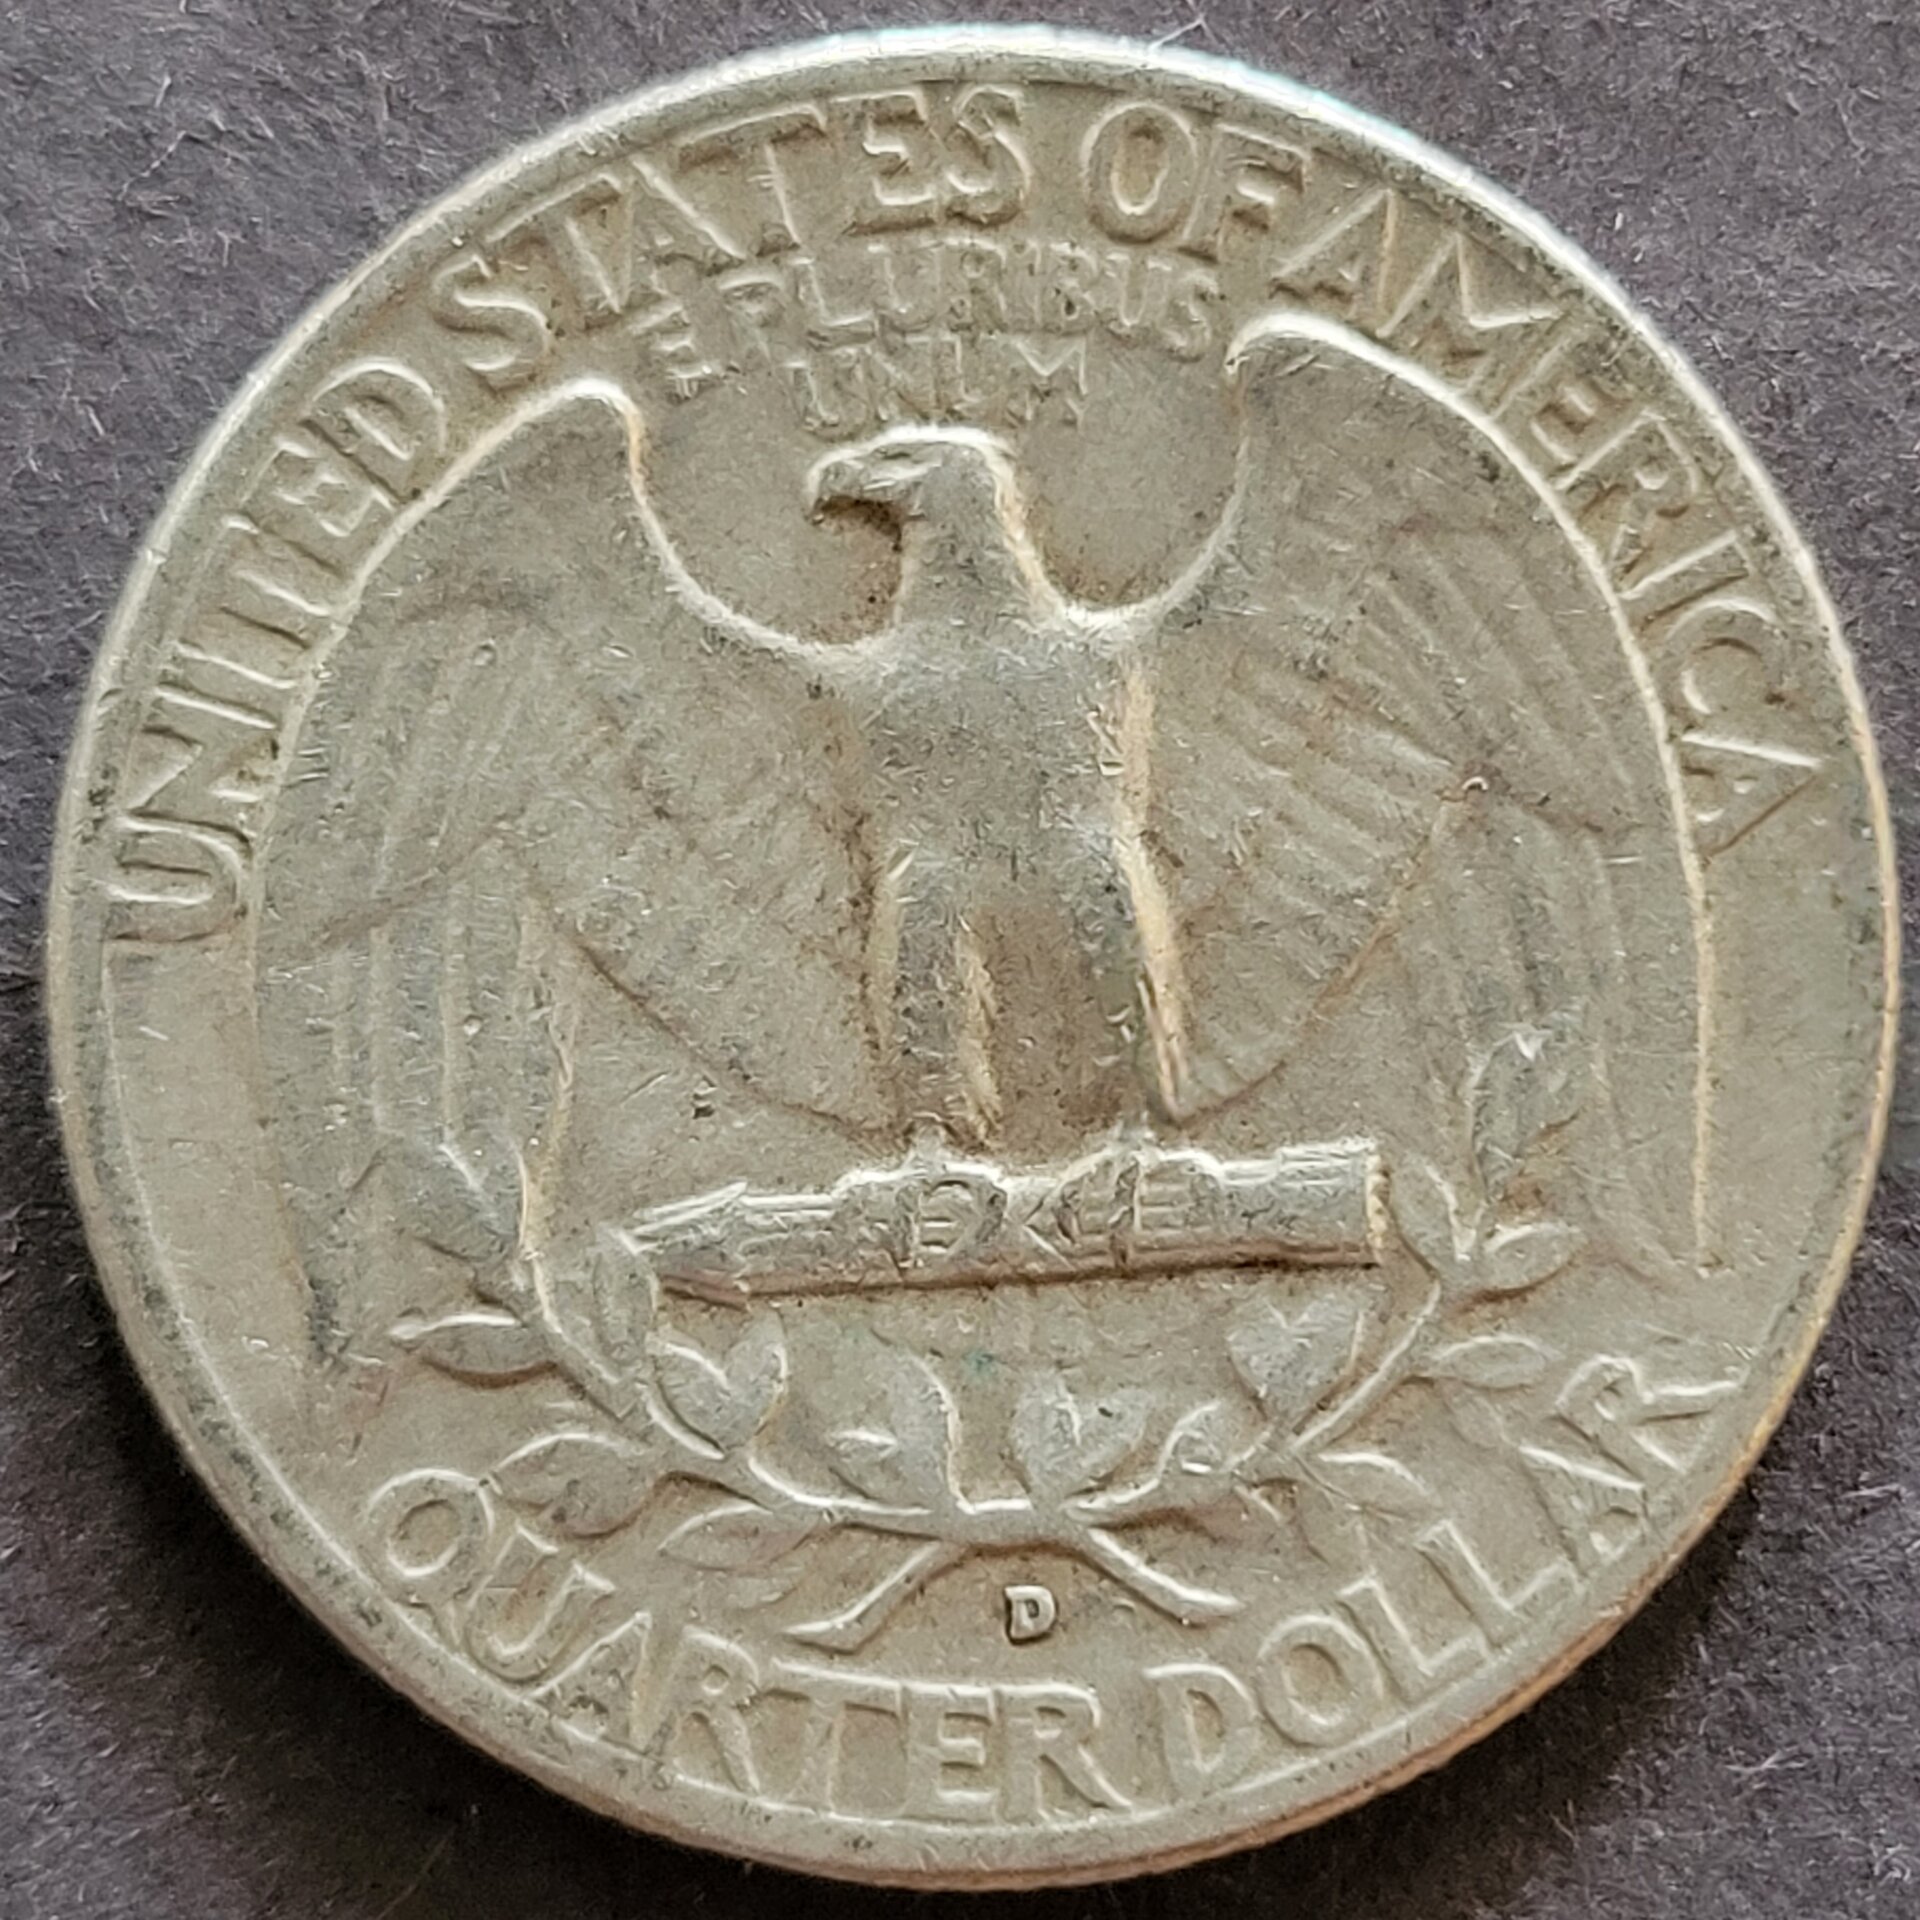 UNITED STATES OF AMERICA
E PLURIBUS
UNUM
D
QUARTER DOLLAR